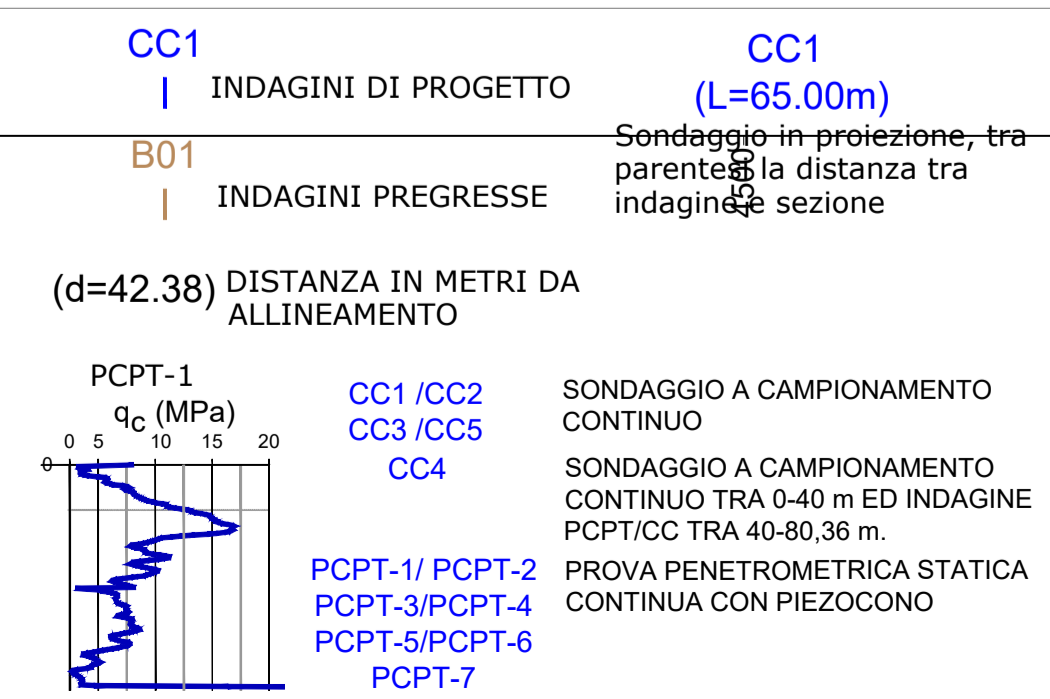 CC1
INDAGINI DI PROGETTO
CC1
(L=65.00m)
Sondaggio in proiezione, tra
parentesi la distanza tra
indagine e sezione
4500
B01
INDAGINI PREGRESSE
(d=42.38)
DISTANZA IN METRI DA
ALLINEAMENTO
PCPT-1
qc (MPa)
0 5 10 15 20
0
CC1 /CC2
CC3 /CC5
SONDAGGIO A CAMPIONAMENTO
CONTINUO
CC4
SONDAGGIO A CAMPIONAMENTO
CONTINUO TRA 0-40 m ED INDAGINE
PCPT/CC TRA 40-80,36 m.
PCPT-1/ PCPT-2
PCPT-3/PCPT-4
PCPT-5/PCPT-6
PCPT-7
PROVA PENETROMETRICA STATICA
CONTINUA CON PIEZOCONO